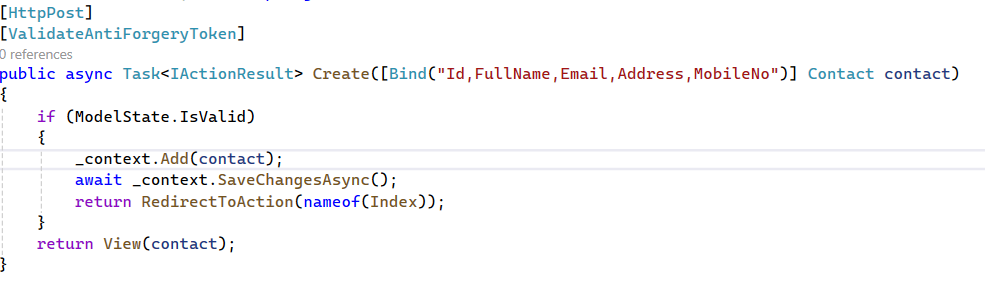 [HttpPost]
[ValidateAntiForgeryToken]
0 references
public async Task<IActionResult> Create([Bind("Id,FullName,Email,Address,MobileNo")] Contact contact)
{
if (ModelState.IsValid)
{
_context.Add(contact);
await _context.SaveChangesAsync();
return RedirectToAction(nameof(Index));
}
return View(contact);
}